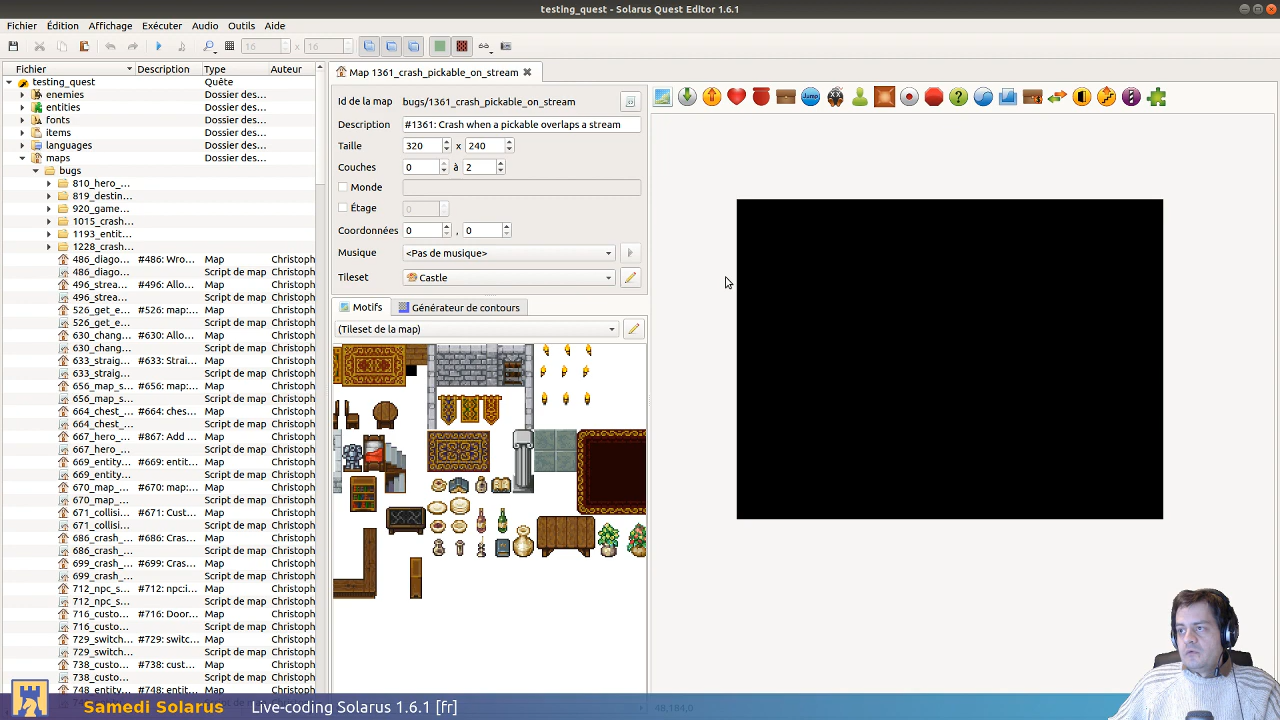 testing_quest - Solarus Quest Editor 1.6.1
Fichier Édition Affichage Exécuter Audio Outils Aide
16 x 16
Fichier Description Type Auteur
testing_quest Quête
enemies Dossier des...
entities Dossier des...
fonts Dossier des...
items Dossier des...
languages Dossier des...
maps Dossier des...
bugs
810_hero_...
819_destin...
920_game...
1015_crash...
1193_entit...
1228_crash...
486_diago... #486: Wro... Map Christoph
486_diago... Script de map Christoph
496_strea... #496: Allo... Map Christoph
496_strea... Script de map Christoph
526_get_e... #526: map:... Map Christoph
526_get_e... Script de map Christoph
630_chang... #630: Allo... Map Christoph
630_chang... Script de map Christoph
633_straig... #633: Strai... Map Christoph
633_straig... Script de map Christoph
656_map_s... #656: map:... Map Christoph
656_map_s... Script de map Christoph
664_chest_... #664: ches... Map Christoph
664_chest_... Script de map Christoph
667_hero_... #867: Add ... Map Christoph
667_hero_... Script de map Christoph
669_entity... #669: entit... Map Christoph
669_entity... Script de map Christoph
670_map_... #670: map:... Map Christoph
670_map_... Script de map Christoph
671_collisi... #671: Cust... Map Christoph
671_collisi... Script de map Christoph
686_crash_... #686: Cras... Map Christoph
686_crash_... Script de map Christoph
699_crash_... #699: Cras... Map Christoph
699_crash_... Script de map Christoph
712_npc_s... #712: npc:i... Map Christoph
712_npc_s... Script de map Christoph
716_custo... #716: Door... Map Christoph
716_custo... Script de map Christoph
729_switch... #729: switc... Map Christoph
729_switch... Script de map Christoph
738_custo... #738: cust... Map Christoph
738_custo... Script de map Christoph
748_entity... #748: entit... Map Christoph
Map 1361_crash_pickable_on_stream
Id de la map bugs/1361_crash_pickable_on_stream
Description #1361: Crash when a pickable overlaps a stream
Taille 320 x 240
Couches 0 à 2
Monde
Étage 0
Coordonnées 0 , 0
Musique <Pas de musique>
Tileset Castle
Motifs Générateur de contours
(Tileset de la map)
Jump
Samedi Solarus Live-coding Solarus 1.6.1 [fr]
48,184,0